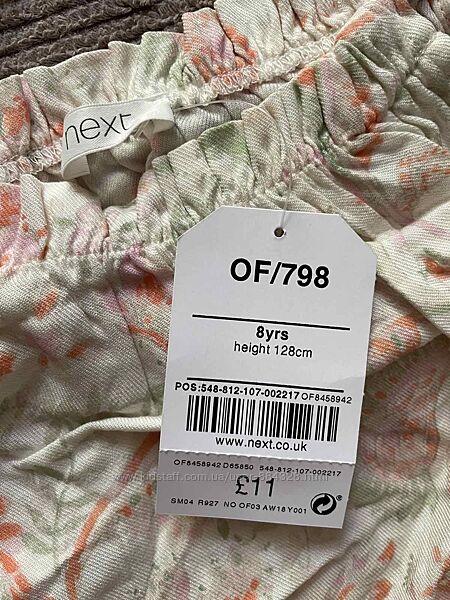 next
OF/798
8yrs
height 128cm
POS:548-812-107-002217 OF8458942
www.next.co.uk
OF8458942 D65850 548-812-107-002217
£11
SM04 R927 NO OF03 AW18 Y001